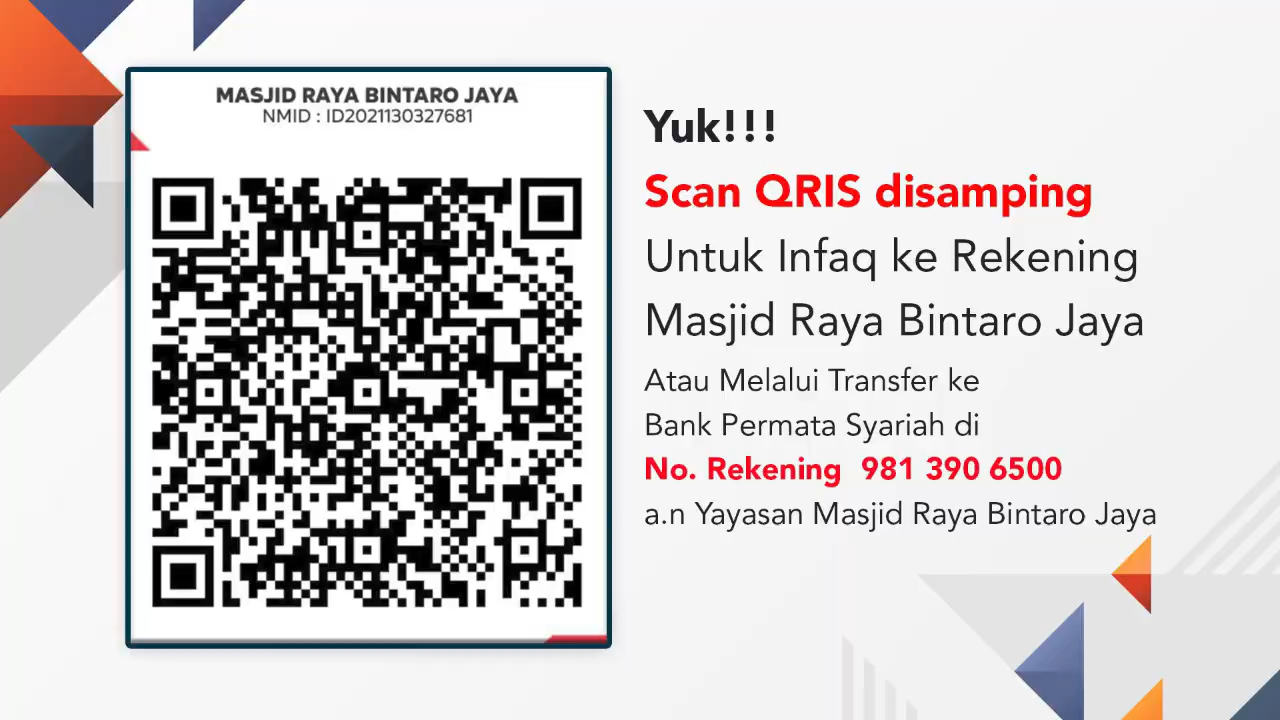 MASJID RAYA BINTARO JAYA
NMID : ID2021130327681
Yuk!!!
Scan QRIS disamping
Untuk Infaq ke Rekening
Masjid Raya Bintaro Jaya
Atau Melalui Transfer ke
Bank Permata Syariah di
No. Rekening 981 390 6500
a.n Yayasan Masjid Raya Bintaro Jaya